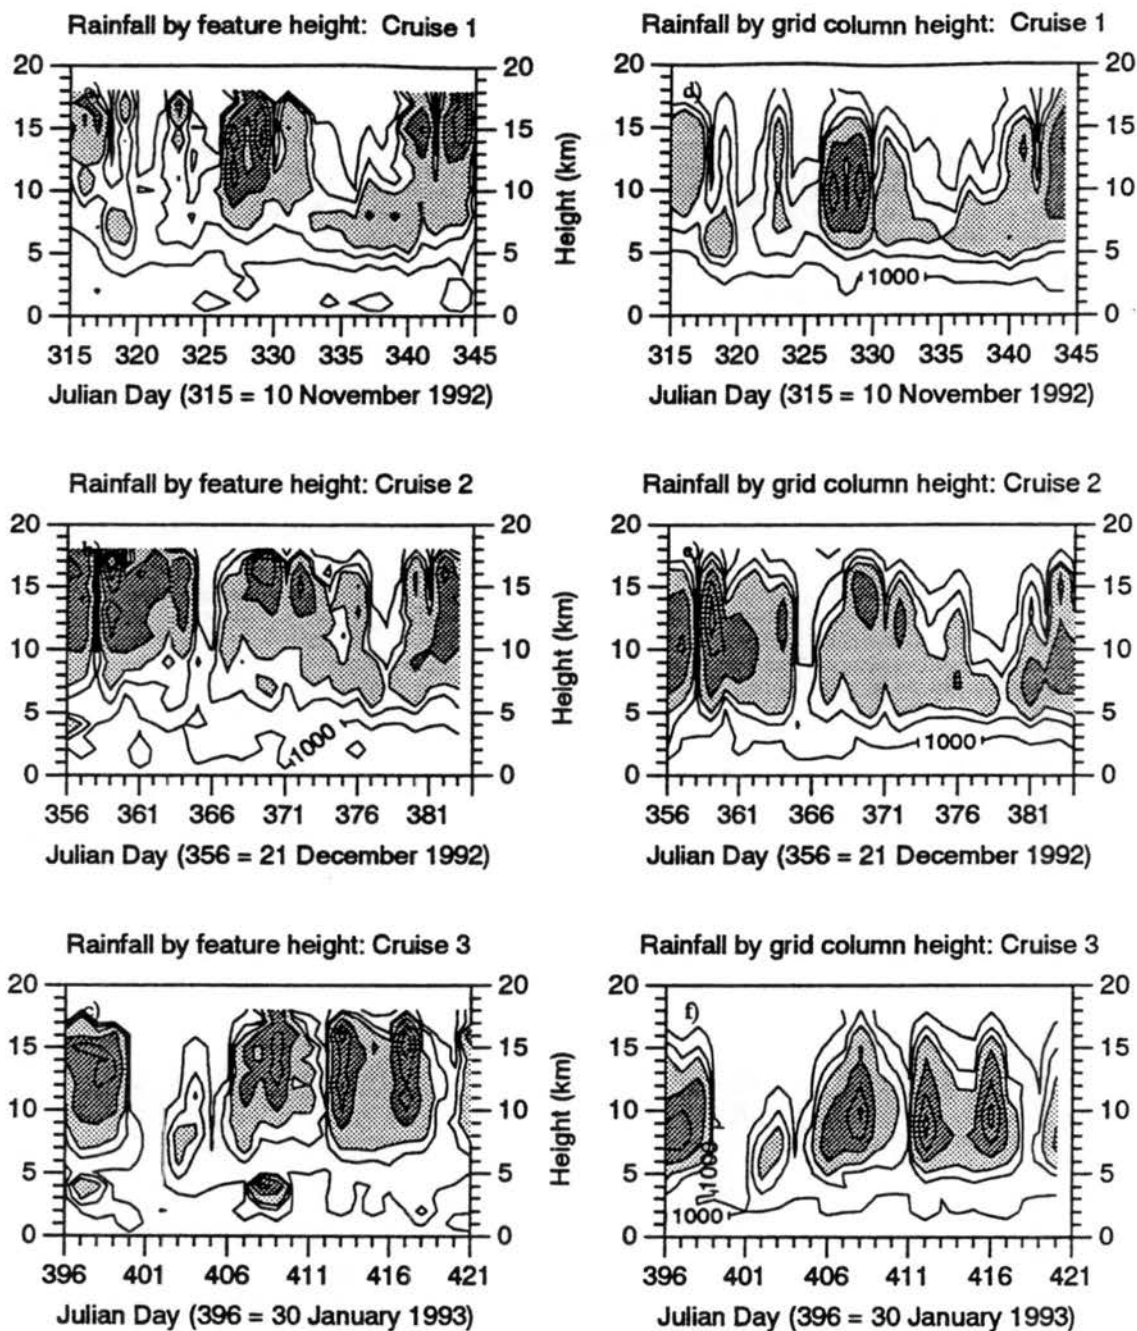 Rainfall by feature height: Cruise 1
20
15
10
5
0
20
15
10
5
0
315 320 325 330 335 340 345
Julian Day (315 = 10 November 1992)
Rainfall by grid column height: Cruise 1
Height (km)
20
15
10
5
0
d)
1000
20
15
10
5
0
315 320 325 330 335 340 345
Julian Day (315 = 10 November 1992)
Rainfall by feature height: Cruise 2
20
15
10
5
0
b)
1000
20
15
10
5
0
356 361 366 371 376 381
Julian Day (356 = 21 December 1992)
Rainfall by grid column height: Cruise 2
Height (km)
20
15
10
5
0
e)
1000
20
15
10
5
0
356 361 366 371 376 381
Julian Day (356 = 21 December 1992)
Rainfall by feature height: Cruise 3
20
15
10
5
0
c)
20
15
10
5
0
396 401 406 411 416 421
Julian Day (396 = 30 January 1993)
Rainfall by grid column height: Cruise 3
Height (km)
20
15
10
5
0
f)
1000
1000
20
15
10
5
0
396 401 406 411 416 421
Julian Day (396 = 30 January 1993)